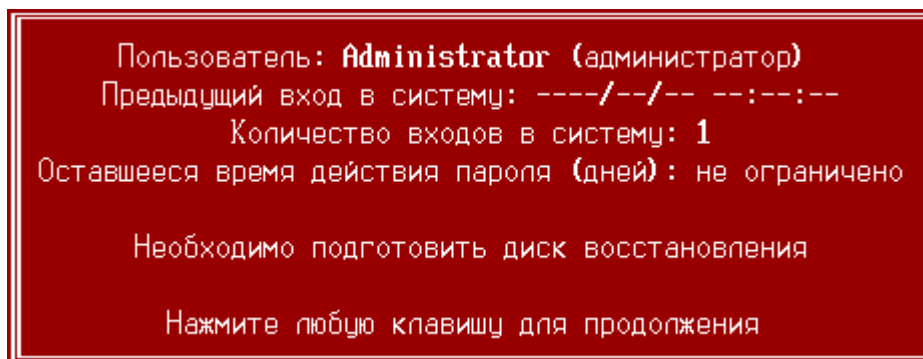 Пользователь: Administrator (администратор)
Предыдущий вход в систему: ----/--/-- --:--:--
Количество входов в систему: 1
Оставшееся время действия пароля (дней): не ограничено
Необходимо подготовить диск восстановления
Нажмите любую клавишу для продолжения